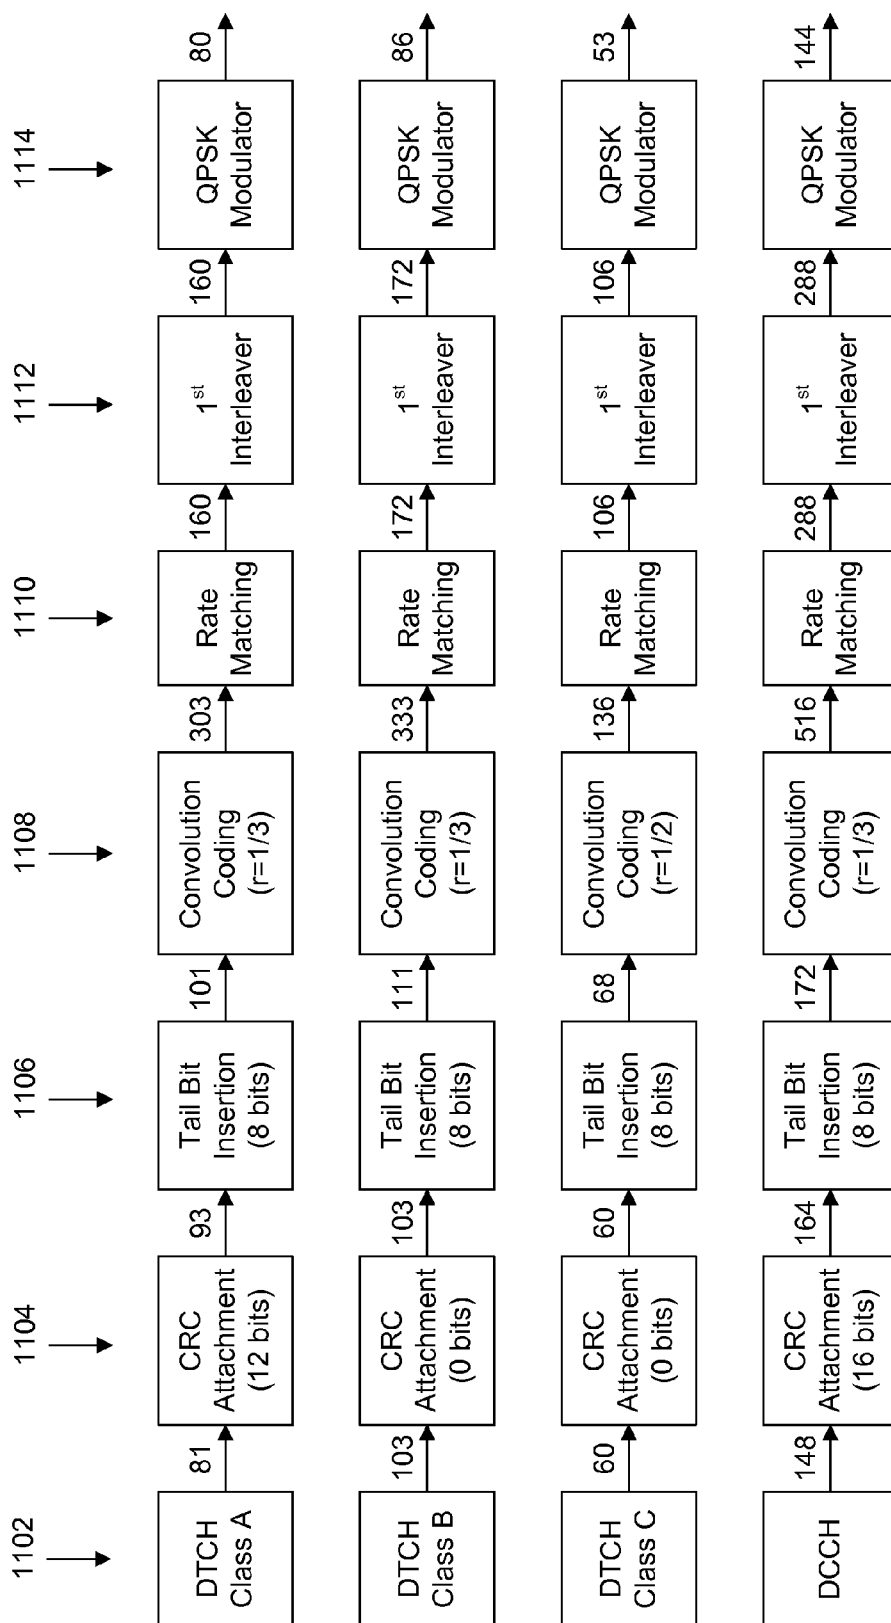 1102
1104
1106
1108
1110
1112
1114
DTCH
Class A
81
CRC
Attachment
(12 bits)
93
Tail Bit
Insertion
(8 bits)
101
Convolution
Coding
(r=1/3)
303
Rate
Matching
160
1st
Interleaver
160
QPSK
Modulator
80
DTCH
Class B
103
CRC
Attachment
(0 bits)
103
Tail Bit
Insertion
(8 bits)
111
Convolution
Coding
(r=1/3)
333
Rate
Matching
172
1st
Interleaver
172
QPSK
Modulator
86
DTCH
Class C
60
CRC
Attachment
(0 bits)
60
Tail Bit
Insertion
(8 bits)
68
Convolution
Coding
(r=1/2)
136
Rate
Matching
106
1st
Interleaver
106
QPSK
Modulator
53
DCCH
148
CRC
Attachment
(16 bits)
164
Tail Bit
Insertion
(8 bits)
172
Convolution
Coding
(r=1/3)
516
Rate
Matching
288
1st
Interleaver
288
QPSK
Modulator
144